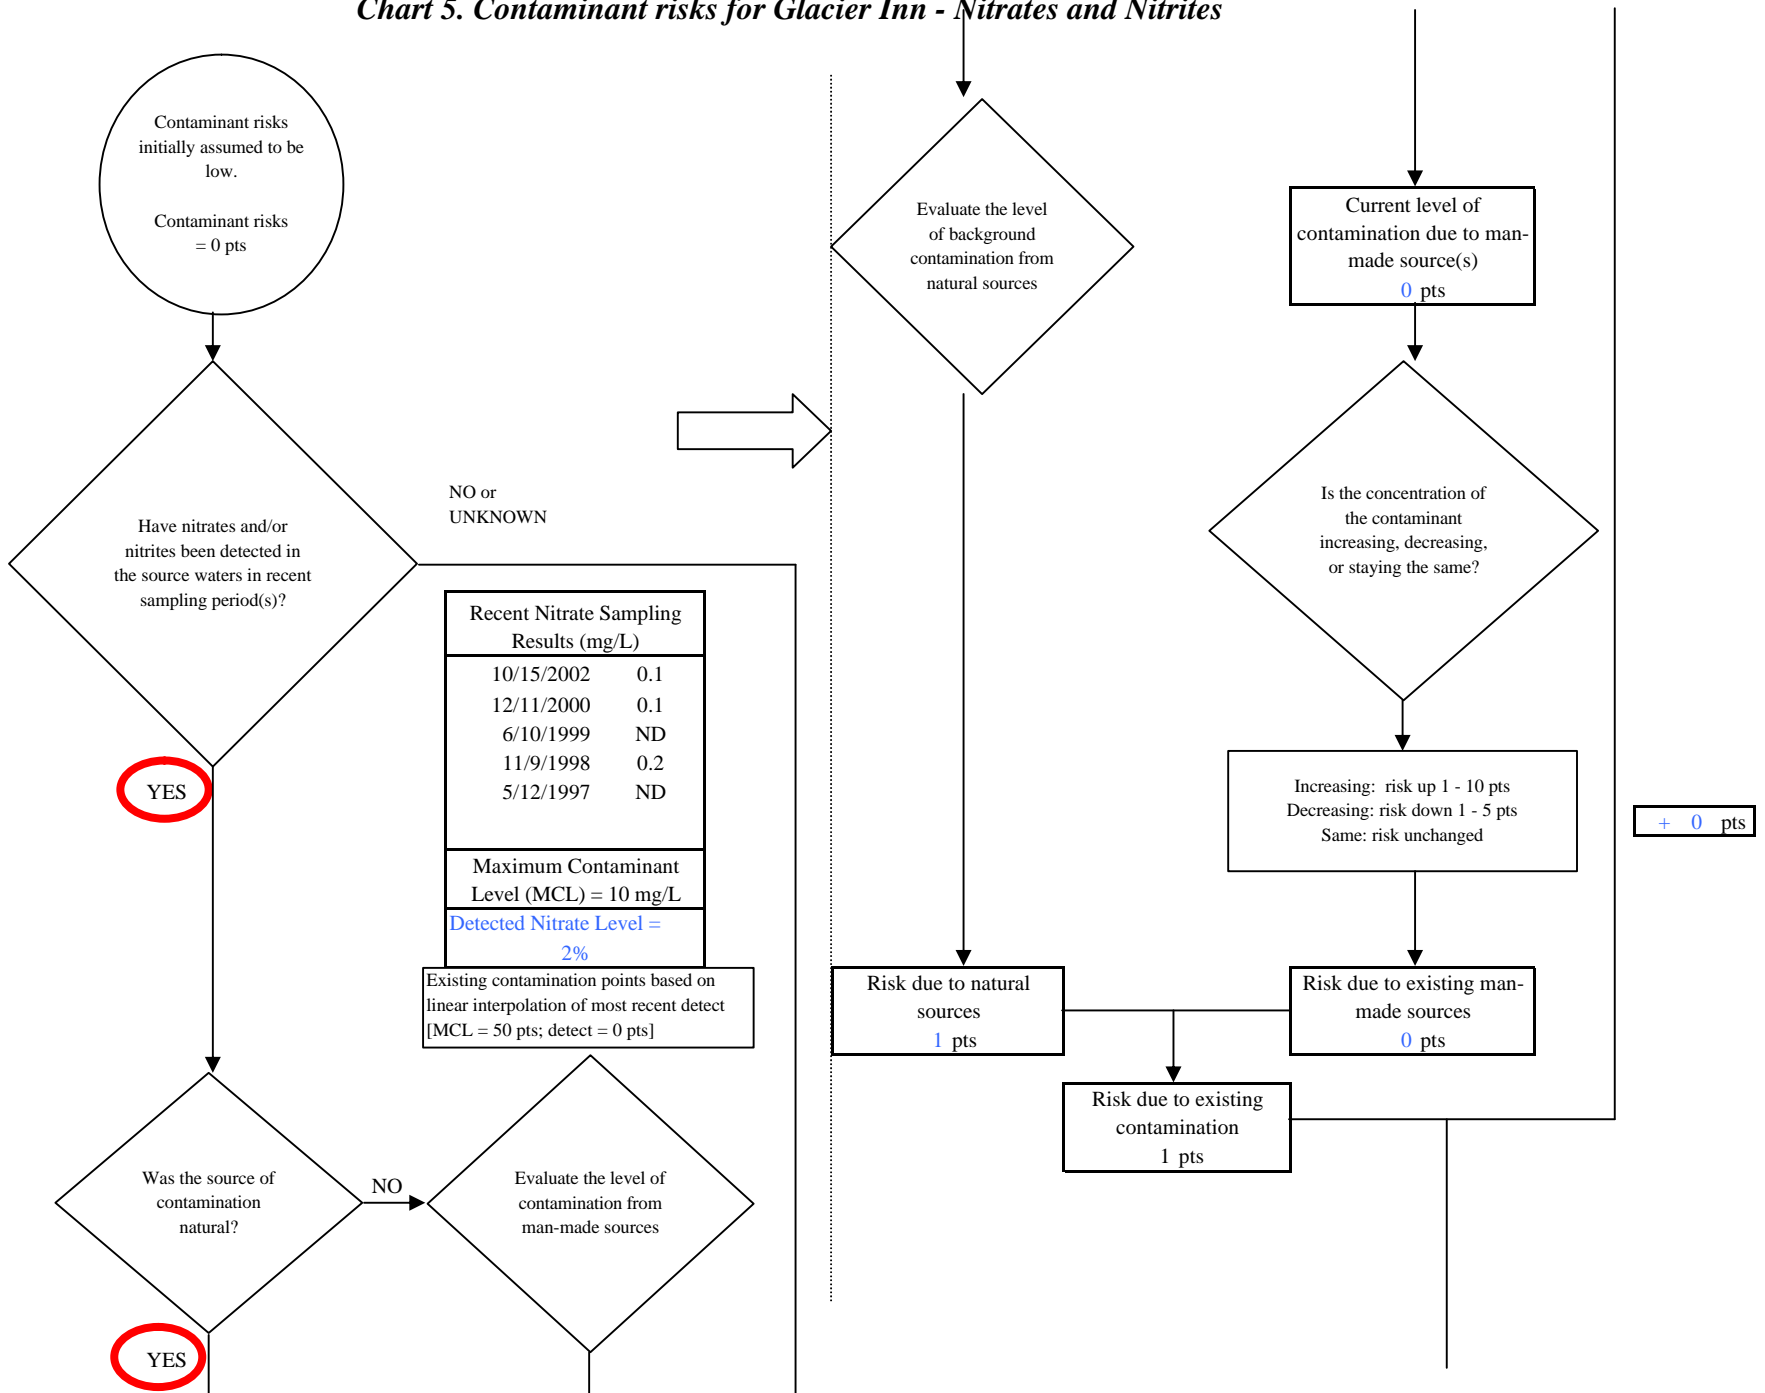 Chart 5. Contaminant risks for Glacier Inn - Nitrates and Nitrites
Contaminant risks
initially assumed to be
low.
Contaminant risks
= 0 pts
Have nitrates and/or
nitrites been detected in
the source waters in recent
sampling period(s)?
NO or
UNKNOWN
YES
Recent Nitrate Sampling
Results (mg/L)
10/15/2002 0.1
12/11/2000 0.1
6/10/1999 ND
11/9/1998 0.2
5/12/1997 ND
Maximum Contaminant
Level (MCL) = 10 mg/L
Detected Nitrate Level =
2%
Existing contamination points based on
linear interpolation of most recent detect
[MCL = 50 pts; detect = 0 pts]
Was the source of
contamination
natural?
NO
Evaluate the level of
contamination from
man-made sources
YES
Evaluate the level
of background
contamination from
natural sources
Current level of
contamination due to man-
made source(s)
0 pts
Is the concentration of
the contaminant
increasing, decreasing,
or staying the same?
Increasing: risk up 1 - 10 pts
Decreasing: risk down 1 - 5 pts
Same: risk unchanged
+ 0 pts
Risk due to natural
sources
1 pts
Risk due to existing man-
made sources
0 pts
Risk due to existing
contamination
1 pts